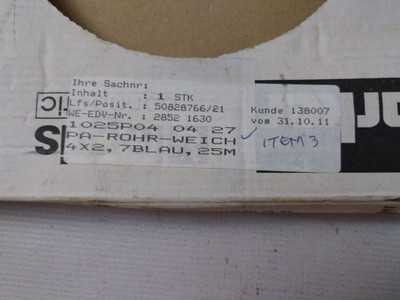 Ihre Sachnr:
Inhalt : 1 STK
Lfs/Posit. : 50828766/21
WE-EDV-Nr. : 2852 1630
1025P04 04 27
PA-ROHR-WEICH
4X2,7BLAU,25M
Kunde 138007
vom 31.10.11
ITEM 3